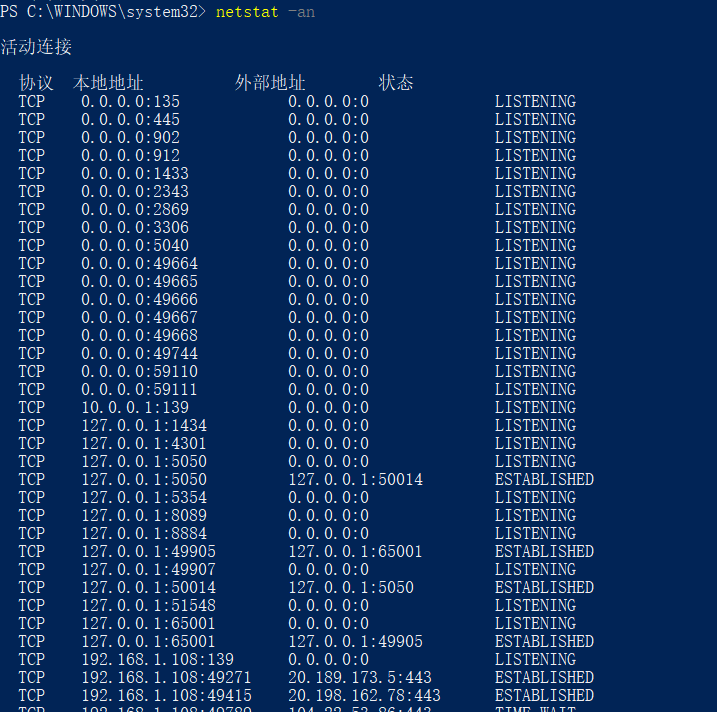 PS C:\WINDOWS\system32> netstat -an
活动连接
协议 本地地址 外部地址 状态
TCP 0.0.0.0:135 0.0.0.0:0 LISTENING
TCP 0.0.0.0:445 0.0.0.0:0 LISTENING
TCP 0.0.0.0:902 0.0.0.0:0 LISTENING
TCP 0.0.0.0:912 0.0.0.0:0 LISTENING
TCP 0.0.0.0:1433 0.0.0.0:0 LISTENING
TCP 0.0.0.0:2343 0.0.0.0:0 LISTENING
TCP 0.0.0.0:2869 0.0.0.0:0 LISTENING
TCP 0.0.0.0:3306 0.0.0.0:0 LISTENING
TCP 0.0.0.0:5040 0.0.0.0:0 LISTENING
TCP 0.0.0.0:49664 0.0.0.0:0 LISTENING
TCP 0.0.0.0:49665 0.0.0.0:0 LISTENING
TCP 0.0.0.0:49666 0.0.0.0:0 LISTENING
TCP 0.0.0.0:49667 0.0.0.0:0 LISTENING
TCP 0.0.0.0:49668 0.0.0.0:0 LISTENING
TCP 0.0.0.0:49744 0.0.0.0:0 LISTENING
TCP 0.0.0.0:59110 0.0.0.0:0 LISTENING
TCP 0.0.0.0:59111 0.0.0.0:0 LISTENING
TCP 10.0.0.1:139 0.0.0.0:0 LISTENING
TCP 127.0.0.1:1434 0.0.0.0:0 LISTENING
TCP 127.0.0.1:4301 0.0.0.0:0 LISTENING
TCP 127.0.0.1:5050 0.0.0.0:0 LISTENING
TCP 127.0.0.1:5050 127.0.0.1:50014 ESTABLISHED
TCP 127.0.0.1:5354 0.0.0.0:0 LISTENING
TCP 127.0.0.1:8089 0.0.0.0:0 LISTENING
TCP 127.0.0.1:8884 0.0.0.0:0 LISTENING
TCP 127.0.0.1:49905 127.0.0.1:65001 ESTABLISHED
TCP 127.0.0.1:49907 0.0.0.0:0 LISTENING
TCP 127.0.0.1:50014 127.0.0.1:5050 ESTABLISHED
TCP 127.0.0.1:51548 0.0.0.0:0 LISTENING
TCP 127.0.0.1:65001 0.0.0.0:0 LISTENING
TCP 127.0.0.1:65001 127.0.0.1:49905 ESTABLISHED
TCP 192.168.1.108:139 0.0.0.0:0 LISTENING
TCP 192.168.1.108:49271 20.189.173.5:443 ESTABLISHED
TCP 192.168.1.108:49415 20.198.162.78:443 ESTABLISHED
TCP TIME_WAIT